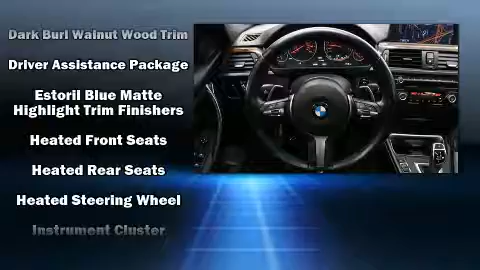 Dark Burl Walnut Wood Trim
Driver Assistance Package
Estoril Blue Matte
Highlight Trim Finishers
Heated Front Seats
Heated Rear Seats
Heated Steering Wheel
Instrument Cluster